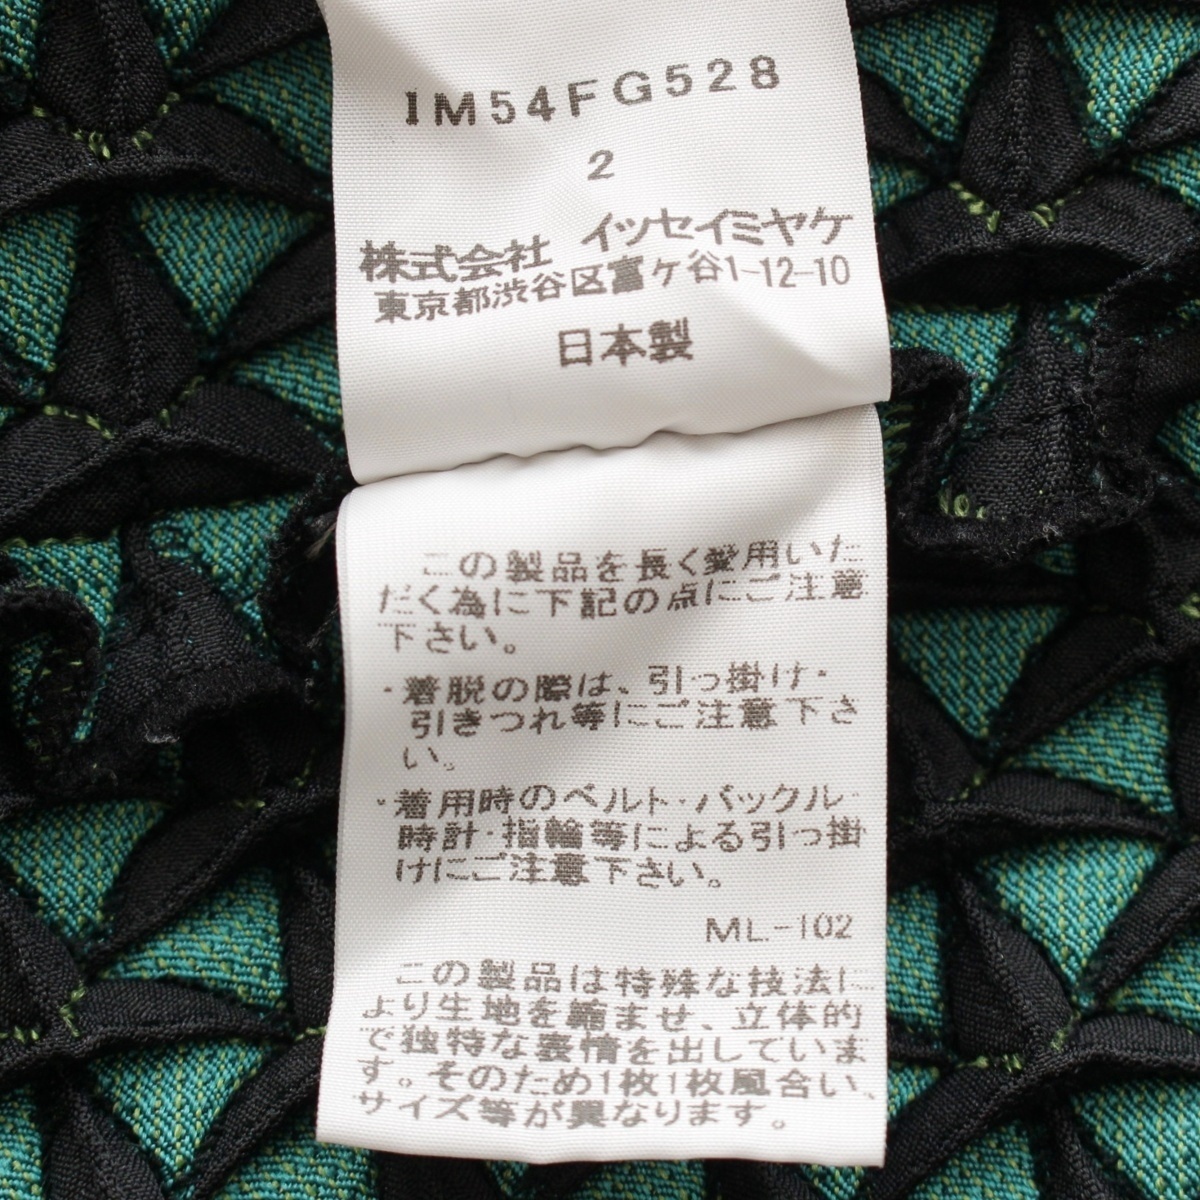 IM54FG528
2
株式会社 イッセイミヤケ
東京都渋谷区富ケ谷1-12-10
日本製
この製品を長く愛用いた
だく為に下記の点にご注意
下さい。
・着脱の際は、引っ掛け・
引きつれ等にご注意下さ
い。
・着用時のベルト・バックル・
時計・指輪等による引っ掛
けにご注意下さい。
ML-102
この製品は特殊な技法に
より生地を縮ませ、立体的
で独特な表情を出していま
す。そのため1枚1枚風合い、
サイズ等が異なります。